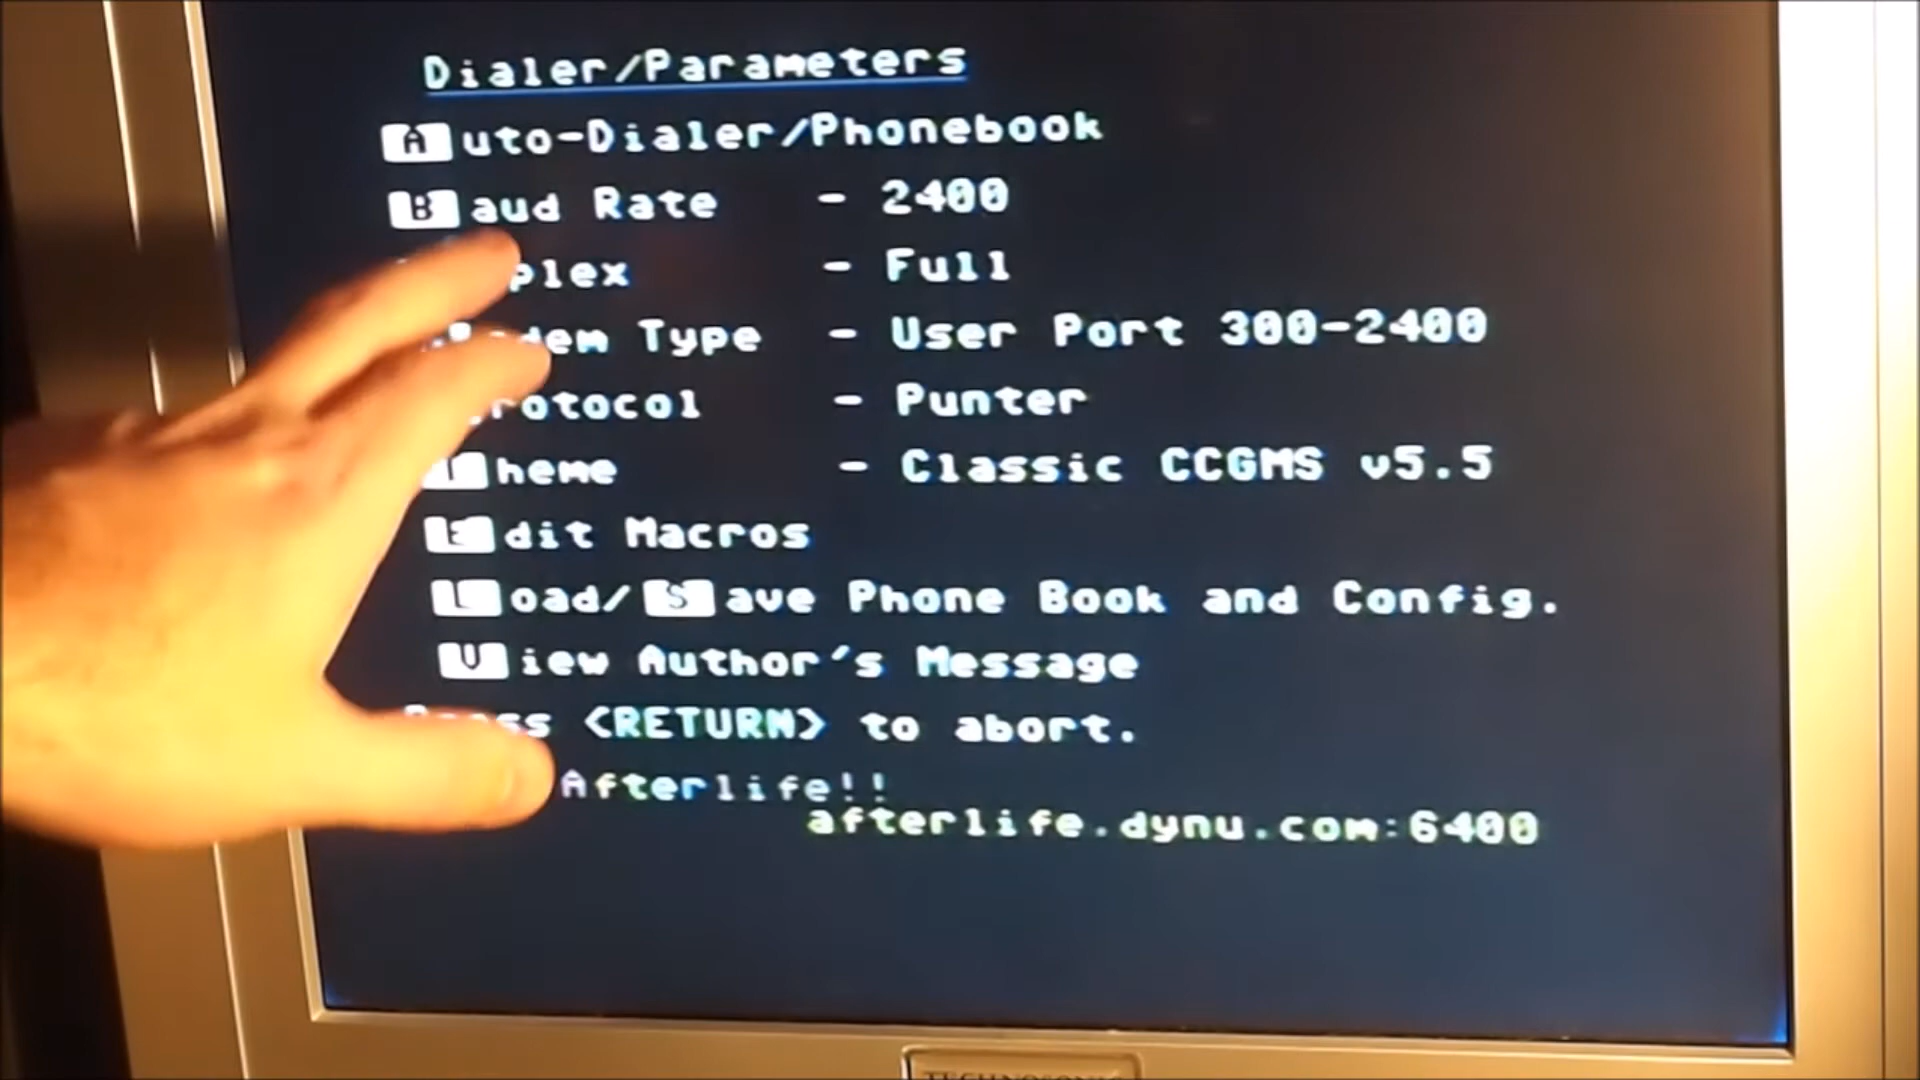 Dialer/Parameters
Auto-Dialer/Phonebook
Baud Rate - 2400
plex - Full
dem Type - User Port 300-2400
rotocol - Punter
Theme - Classic CCGMS v5.5
Edit Macros
Load/Save Phone Book and Config.
View Author's Message
<RETURN> to abort.
Afterlife!!
afterlife.dynu.com:6400